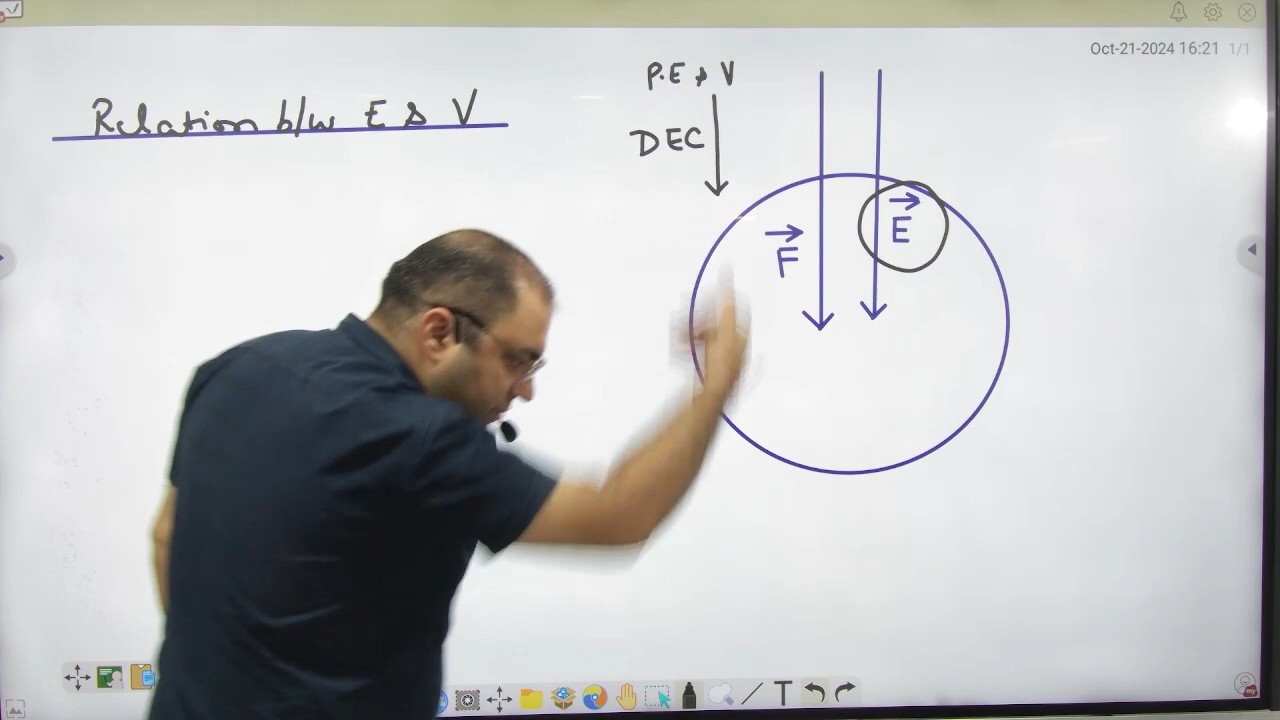 Oct-21-2024 16:21 1/1
Relation b/w E & V
P.E → V
DEC
F
E
T